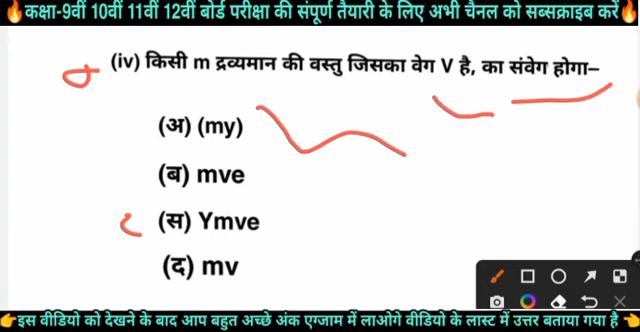 🔥कक्षा-9वीं 10वीं 11वीं 12वीं बोर्ड परीक्षा की संपूर्ण तैयारी के लिए अभी चैनल को सब्सक्राइब करें🔥
(iv) किसी m द्रव्यमान की वस्तु जिसका वेग V है, का संवेग होगा–
(अ) (my)
(ब) mve
(स) Ymve
(द) mv
👉इस वीडियो को देखने के बाद आप बहुत अच्छे अंक एग्जाम में लाओगे वीडियो के लास्ट में उत्तर बताया गया है 👈